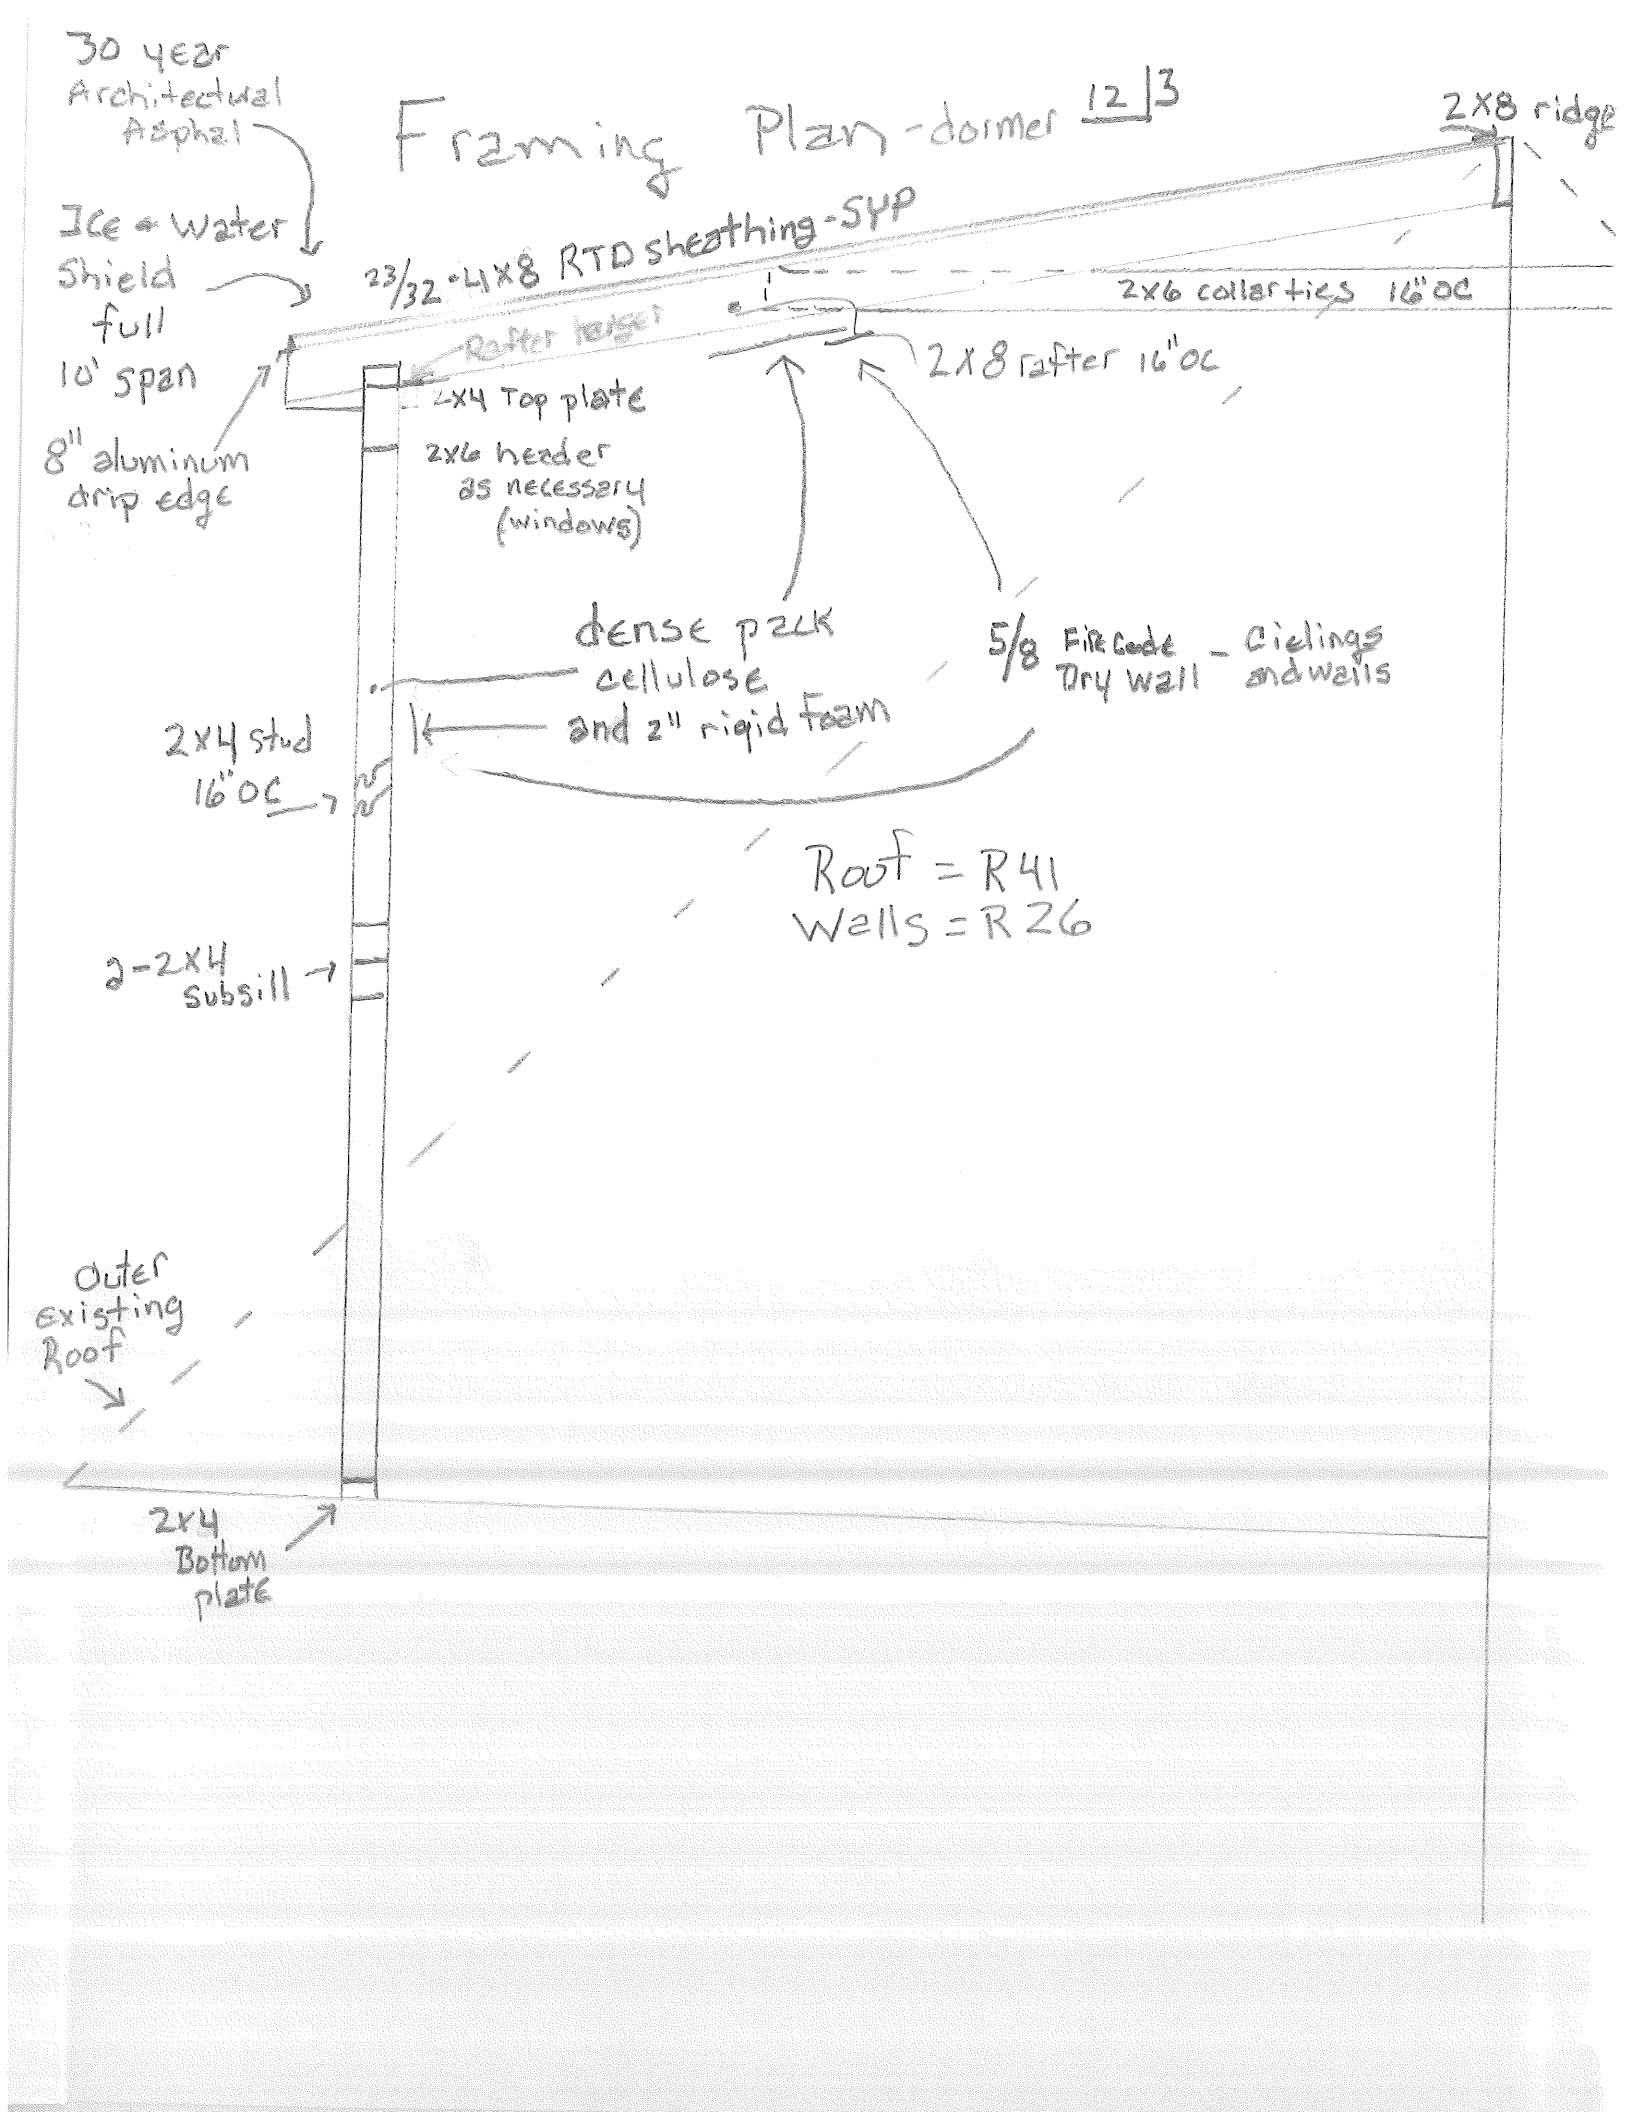 30 year
Architectural
Asphal
Framing Plan - dormer 12 3
2x8 ridge
Ice & Water
Shield
full
10' span
23/32 - 4x8 RTD sheathing - SYP
2x6 collar ties 16" OC
Rafter hanger
2x8 rafter 16" OC
2x4 Top plate
8" aluminum
drip edge
2x6 header
as necessary
(windows)
dense pack
cellulose
and 2" rigid Foam
5/8 Fire Code Dry Wall - Cielings and walls
2x4 stud
16" OC
Roof = R41
Walls = R26
2-2x4
subsill
Outer
Existing
Roof
2x4
Bottom
plate